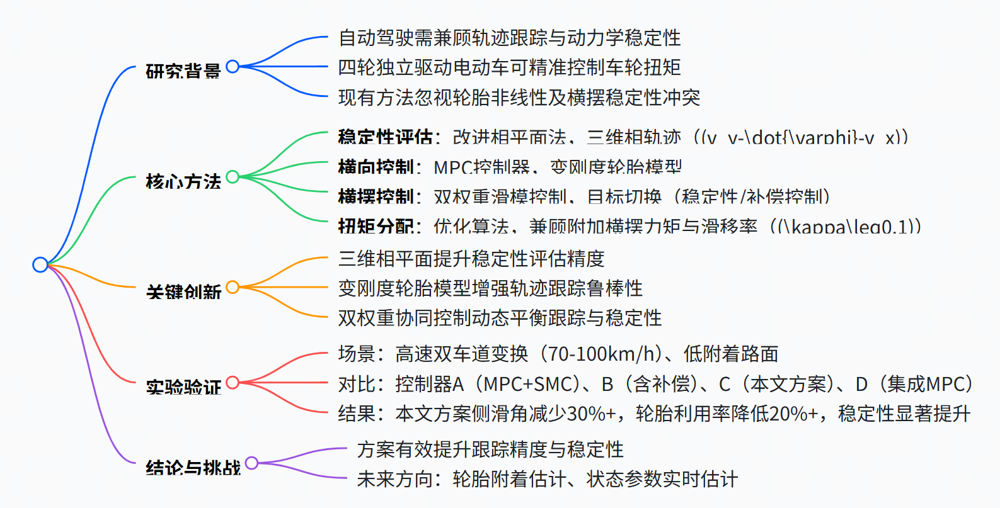 研究背景
自动驾驶需兼顾轨迹跟踪与动力学稳定性
四轮独立驱动电动车可精准控制车轮扭矩
现有方法忽视轮胎非线性及横摆稳定性冲突
核心方法
稳定性评估：改进相平面法，三维相轨迹（(v_y-\dot{\varphi}-v_x)）
横向控制：MPC控制器，变刚度轮胎模型
横摆控制：双权重滑模控制，目标切换（稳定性/补偿控制）
扭矩分配：优化算法，兼顾附加横摆力矩与滑移率（(\kappa\leq0.1)）
关键创新
三维相平面提升稳定性评估精度
变刚度轮胎模型增强轨迹跟踪鲁棒性
双权重协同控制动态平衡跟踪与稳定性
实验验证
场景：高速双车道变换（70-100km/h）、低附着路面
对比：控制器A（MPC+SMC）、B（含补偿）、C（本文方案）、D（集成MPC）
结果：本文方案侧滑角减少30%+，轮胎利用率降低20%+，稳定性显著提升
结论与挑战
方案有效提升跟踪精度与稳定性
未来方向：轮胎附着估计、状态参数实时估计